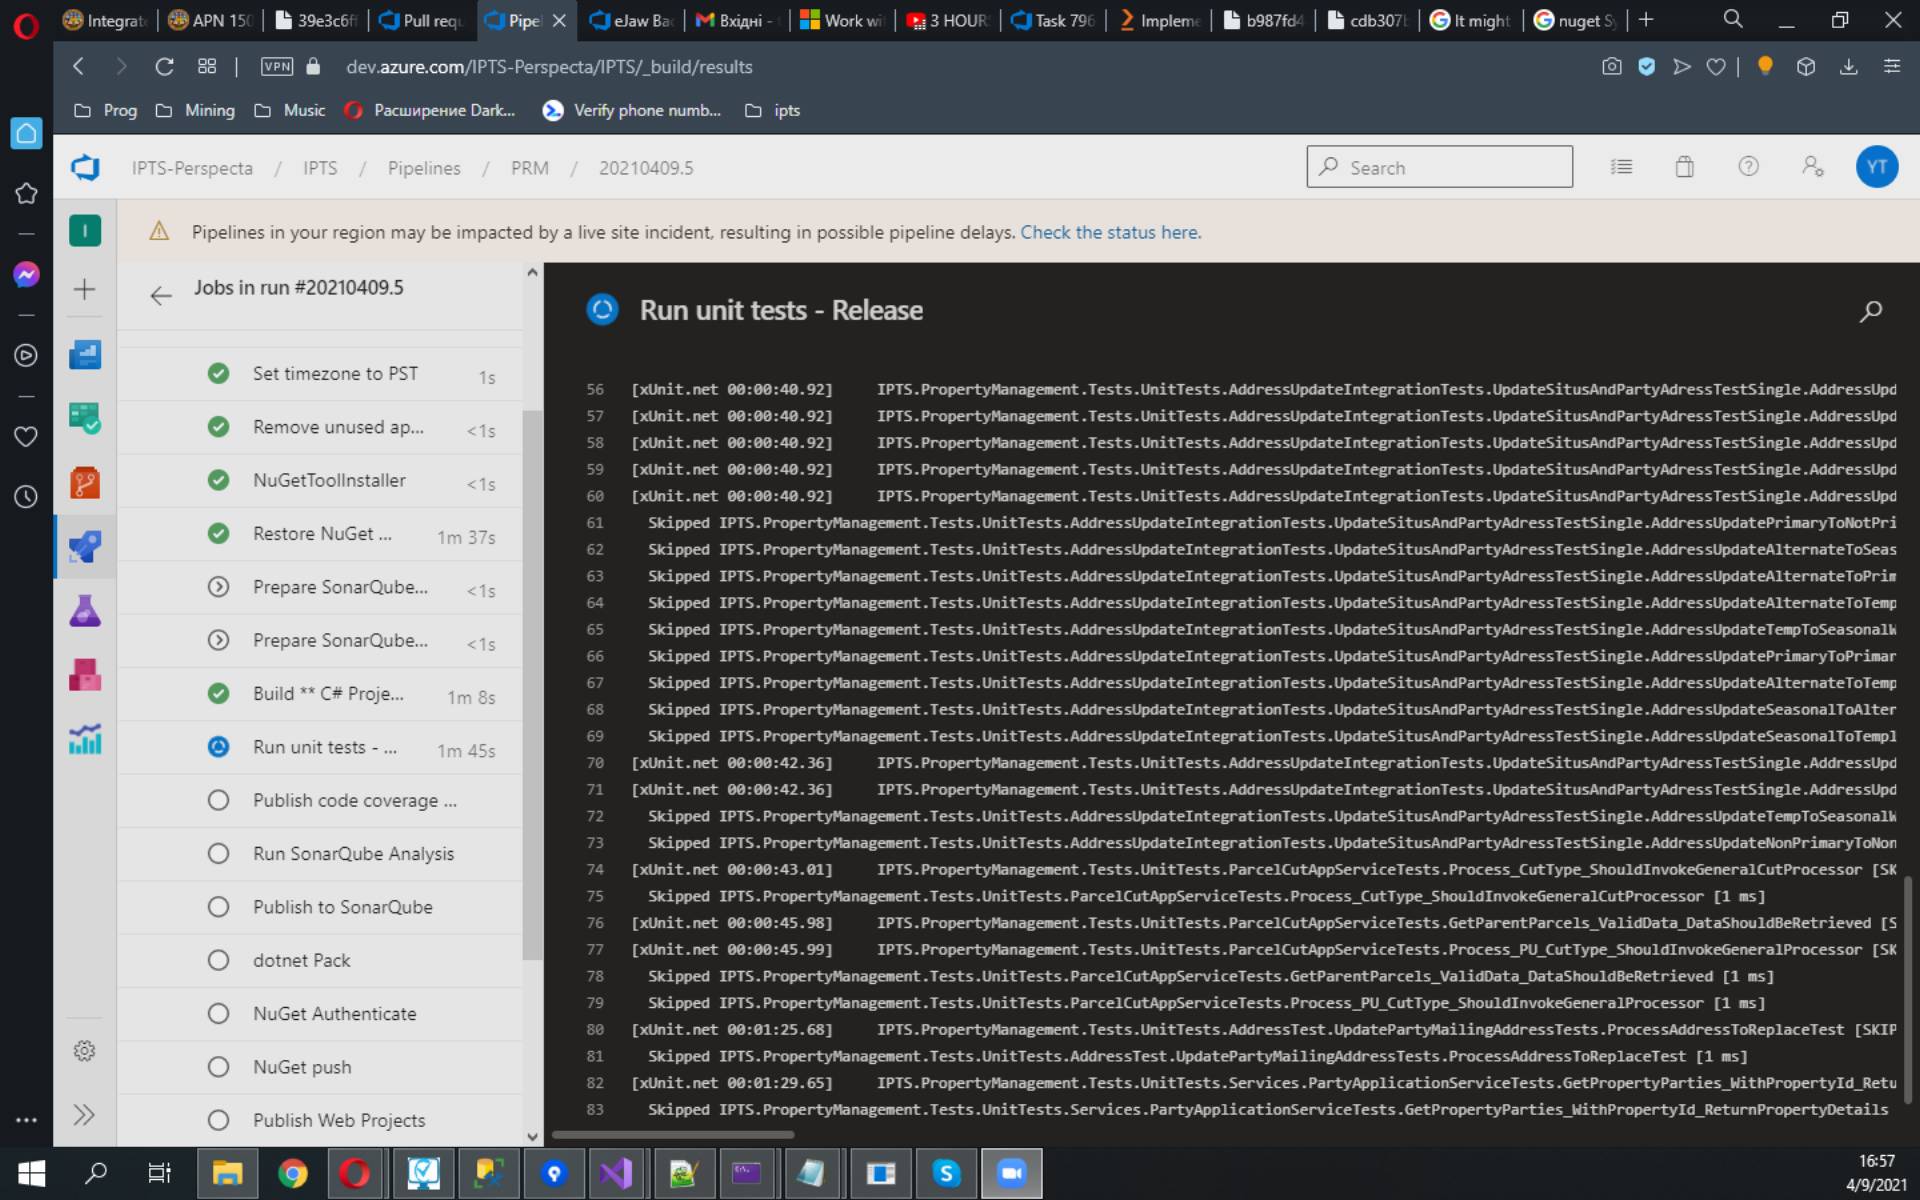 Integrat
APN 150
39e3c6f
Pull requ
Pipel
eJaw Bac
Вхідні -
Work wi
3 HOUR
Task 796
Impleme
b987fd4
cdb307b
It might
nuget Sy
VPN
dev.azure.com/IPTS-Perspecta/IPTS/_build/results
Prog
Mining
Music
Расширение Dark...
Verify phone numb...
ipts
IPTS-Perspecta / IPTS / Pipelines / PRM / 20210409.5
Search
YT
I
Pipelines in your region may be impacted by a live site incident, resulting in possible pipeline delays. Check the status here.
Jobs in run #20210409.5
Set timezone to PST 1s
Remove unused ap... <1s
NuGetToolInstaller <1s
Restore NuGet ... 1m 37s
Prepare SonarQube... <1s
Prepare SonarQube... <1s
Build ** C# Proje... 1m 8s
Run unit tests - ... 1m 45s
Publish code coverage ...
Run SonarQube Analysis
Publish to SonarQube
dotnet Pack
NuGet Authenticate
NuGet push
Publish Web Projects
Run unit tests - Release
56 [xUnit.net 00:00:40.92] IPTS.PropertyManagement.Tests.UnitTests.AddressUpdateIntegrationTests.UpdateSitusAndPartyAdressTestSingle.AddressUpd
57 [xUnit.net 00:00:40.92] IPTS.PropertyManagement.Tests.UnitTests.AddressUpdateIntegrationTests.UpdateSitusAndPartyAdressTestSingle.AddressUpd
58 [xUnit.net 00:00:40.92] IPTS.PropertyManagement.Tests.UnitTests.AddressUpdateIntegrationTests.UpdateSitusAndPartyAdressTestSingle.AddressUpd
59 [xUnit.net 00:00:40.92] IPTS.PropertyManagement.Tests.UnitTests.AddressUpdateIntegrationTests.UpdateSitusAndPartyAdressTestSingle.AddressUpd
60 [xUnit.net 00:00:40.92] IPTS.PropertyManagement.Tests.UnitTests.AddressUpdateIntegrationTests.UpdateSitusAndPartyAdressTestSingle.AddressUpd
61 Skipped IPTS.PropertyManagement.Tests.UnitTests.AddressUpdateIntegrationTests.UpdateSitusAndPartyAdressTestSingle.AddressUpdatePrimaryToNotPri
62 Skipped IPTS.PropertyManagement.Tests.UnitTests.AddressUpdateIntegrationTests.UpdateSitusAndPartyAdressTestSingle.AddressUpdateAlternateToSeas
63 Skipped IPTS.PropertyManagement.Tests.UnitTests.AddressUpdateIntegrationTests.UpdateSitusAndPartyAdressTestSingle.AddressUpdateAlternateToPrim
64 Skipped IPTS.PropertyManagement.Tests.UnitTests.AddressUpdateIntegrationTests.UpdateSitusAndPartyAdressTestSingle.AddressUpdateAlternateToTemp
65 Skipped IPTS.PropertyManagement.Tests.UnitTests.AddressUpdateIntegrationTests.UpdateSitusAndPartyAdressTestSingle.AddressUpdateTempToSeasonalW
66 Skipped IPTS.PropertyManagement.Tests.UnitTests.AddressUpdateIntegrationTests.UpdateSitusAndPartyAdressTestSingle.AddressUpdatePrimaryToPrimar
67 Skipped IPTS.PropertyManagement.Tests.UnitTests.AddressUpdateIntegrationTests.UpdateSitusAndPartyAdressTestSingle.AddressUpdateAlternateToTemp
68 Skipped IPTS.PropertyManagement.Tests.UnitTests.AddressUpdateIntegrationTests.UpdateSitusAndPartyAdressTestSingle.AddressUpdateSeasonalToAlter
69 Skipped IPTS.PropertyManagement.Tests.UnitTests.AddressUpdateIntegrationTests.UpdateSitusAndPartyAdressTestSingle.AddressUpdateSeasonalToTempl
70 [xUnit.net 00:00:42.36] IPTS.PropertyManagement.Tests.UnitTests.AddressUpdateIntegrationTests.UpdateSitusAndPartyAdressTestSingle.AddressUpd
71 [xUnit.net 00:00:42.36] IPTS.PropertyManagement.Tests.UnitTests.AddressUpdateIntegrationTests.UpdateSitusAndPartyAdressTestSingle.AddressUpd
72 Skipped IPTS.PropertyManagement.Tests.UnitTests.AddressUpdateIntegrationTests.UpdateSitusAndPartyAdressTestSingle.AddressUpdateTempToSeasonalW
73 Skipped IPTS.PropertyManagement.Tests.UnitTests.AddressUpdateIntegrationTests.UpdateSitusAndPartyAdressTestSingle.AddressUpdateNonPrimaryToNon
74 [xUnit.net 00:00:43.01] IPTS.PropertyManagement.Tests.UnitTests.ParcelCutAppServiceTests.Process_CutType_ShouldInvokeGeneralCutProcessor [SK
75 Skipped IPTS.PropertyManagement.Tests.UnitTests.ParcelCutAppServiceTests.Process_CutType_ShouldInvokeGeneralCutProcessor [1 ms]
76 [xUnit.net 00:00:45.98] IPTS.PropertyManagement.Tests.UnitTests.ParcelCutAppServiceTests.GetParentParcels_ValidData_DataShouldBeRetrieved [S
77 [xUnit.net 00:00:45.99] IPTS.PropertyManagement.Tests.UnitTests.ParcelCutAppServiceTests.Process_PU_CutType_ShouldInvokeGeneralProcessor [SK
78 Skipped IPTS.PropertyManagement.Tests.UnitTests.ParcelCutAppServiceTests.GetParentParcels_ValidData_DataShouldBeRetrieved [1 ms]
79 Skipped IPTS.PropertyManagement.Tests.UnitTests.ParcelCutAppServiceTests.Process_PU_CutType_ShouldInvokeGeneralProcessor [1 ms]
80 [xUnit.net 00:01:25.68] IPTS.PropertyManagement.Tests.UnitTests.AddressTest.UpdatePartyMailingAddressTests.ProcessAddressToReplaceTest [SKIP
81 Skipped IPTS.PropertyManagement.Tests.UnitTests.AddressTest.UpdatePartyMailingAddressTests.ProcessAddressToReplaceTest [1 ms]
82 [xUnit.net 00:01:29.65] IPTS.PropertyManagement.Tests.UnitTests.Services.PartyApplicationServiceTests.GetPropertyParties_WithPropertyId_Retu
83 Skipped IPTS.PropertyManagement.Tests.UnitTests.Services.PartyApplicationServiceTests.GetPropertyParties_WithPropertyId_ReturnPropertyDetails
16:57
4/9/2021